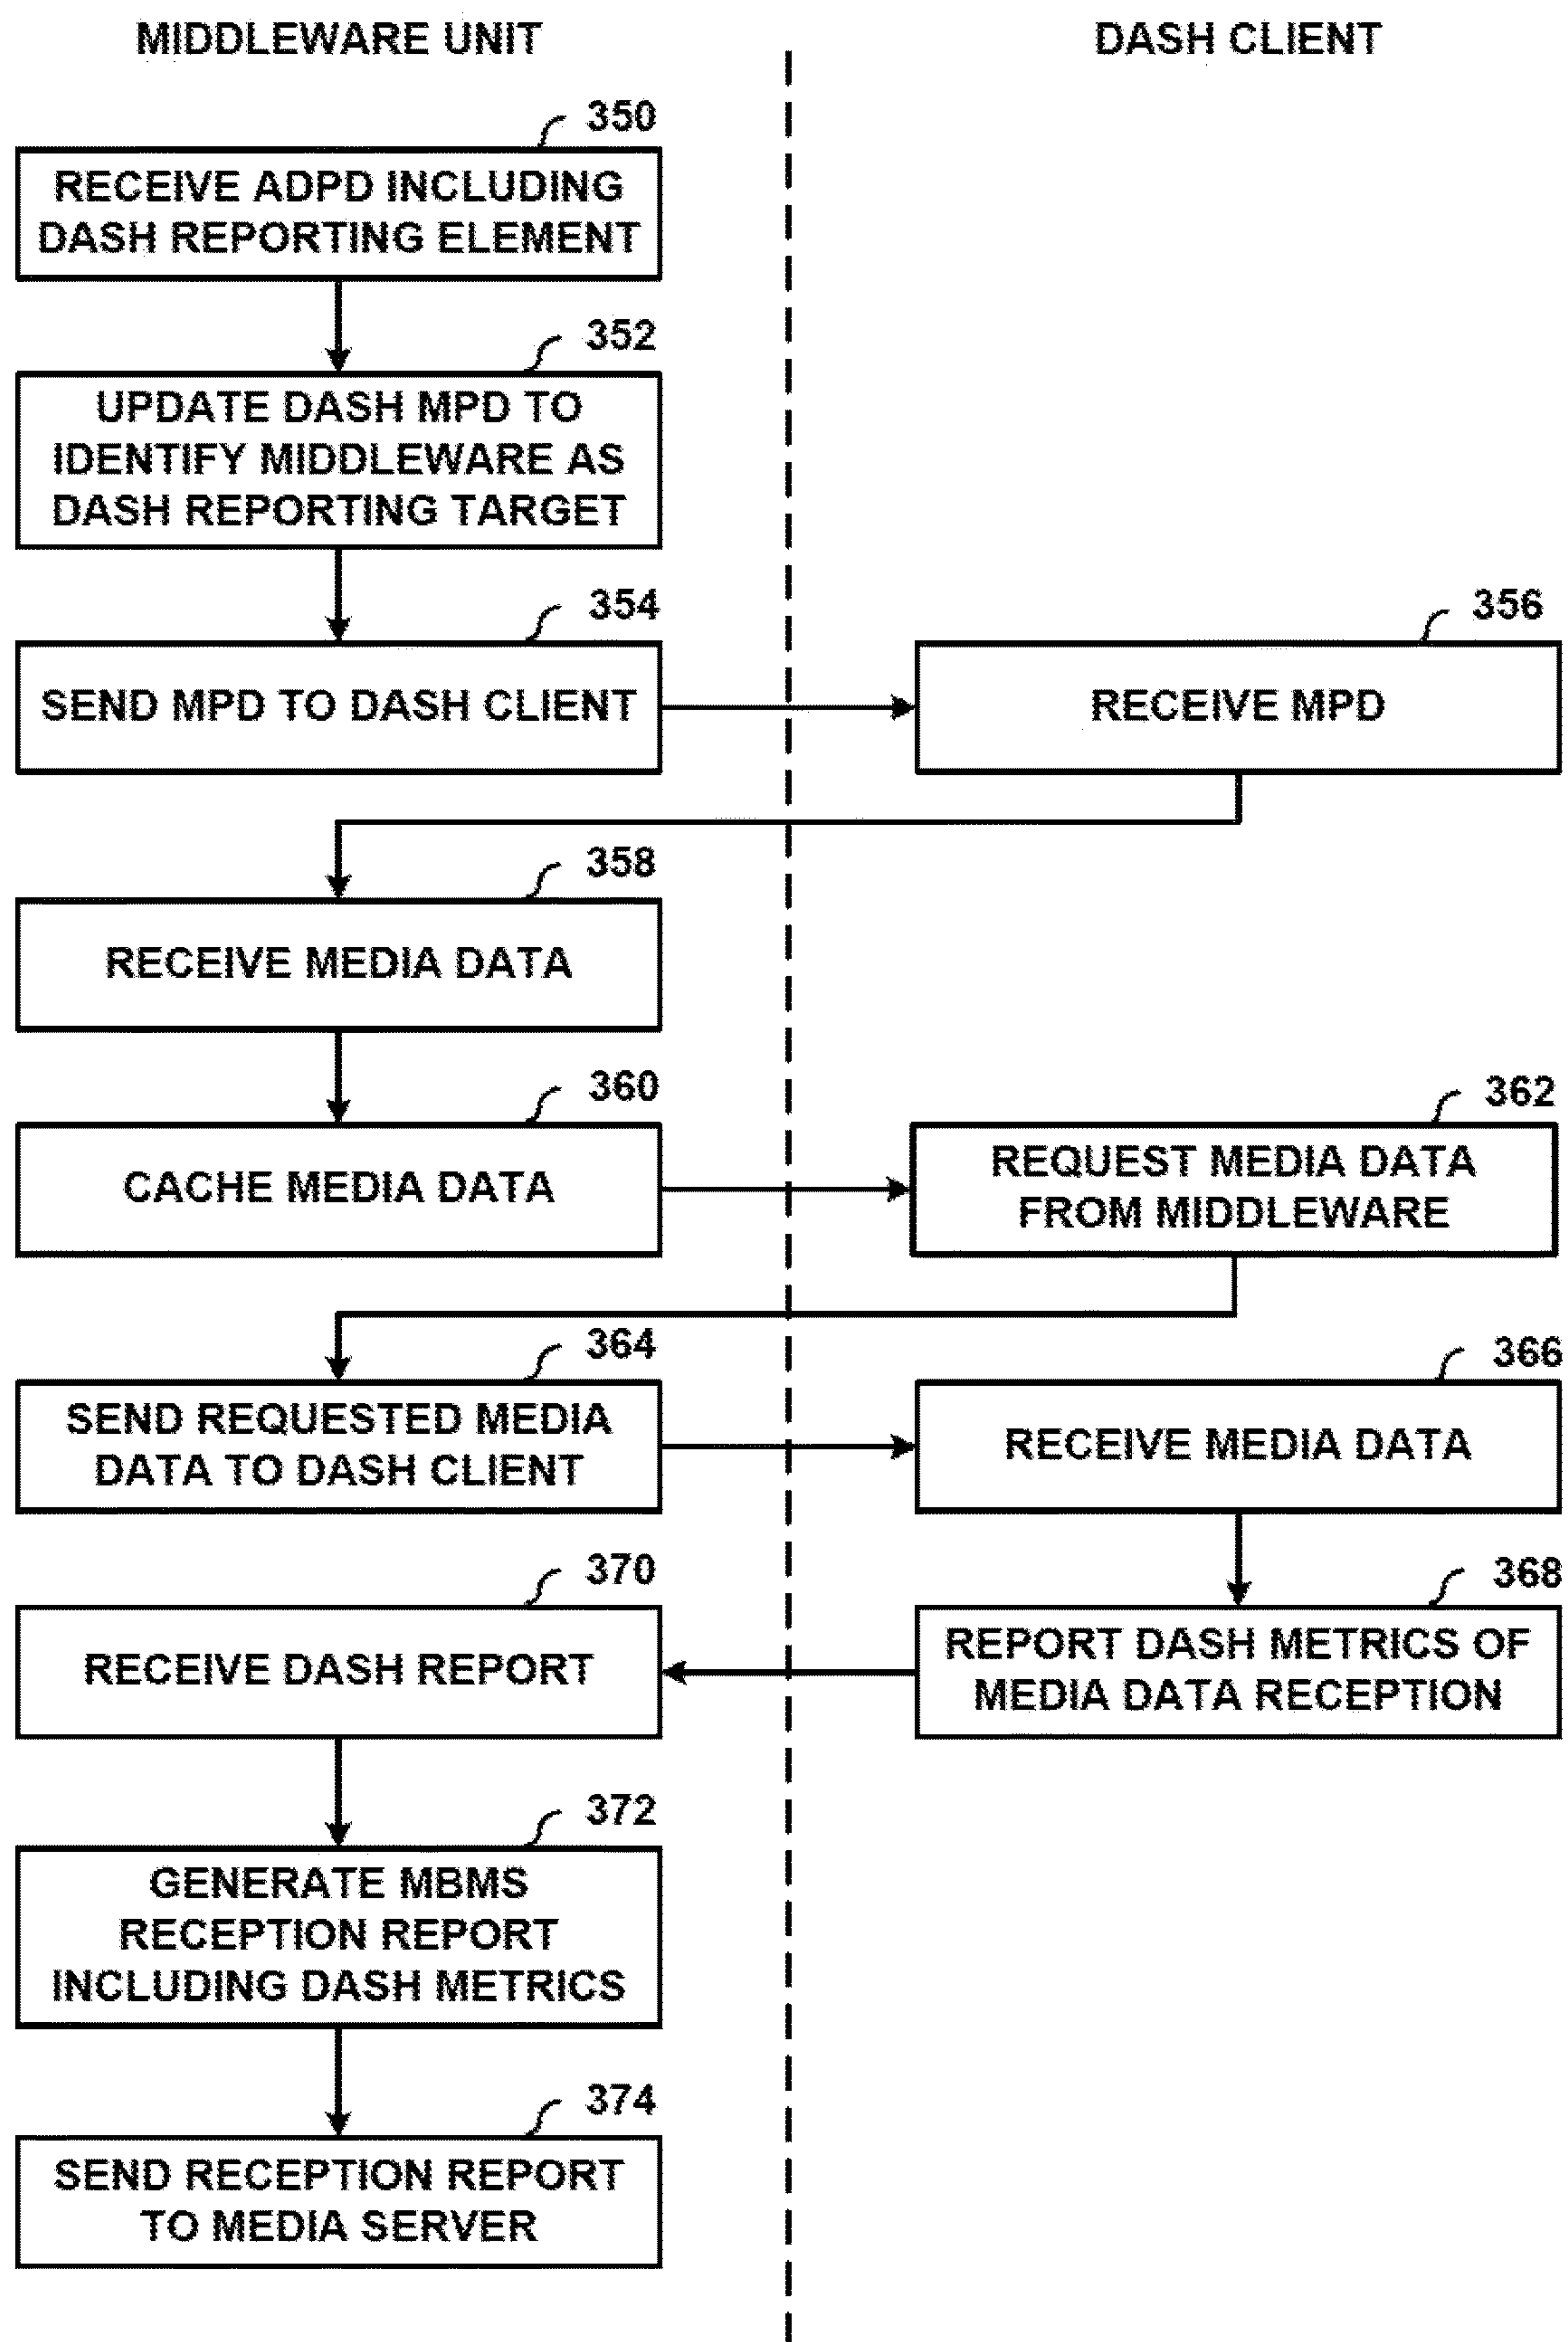 MIDDLEWARE UNIT
DASH CLIENT
350
RECEIVE ADPD INCLUDING
DASH REPORTING ELEMENT
352
UPDATE DASH MPD TO
IDENTIFY MIDDLEWARE AS
DASH REPORTING TARGET
354
SEND MPD TO DASH CLIENT
356
RECEIVE MPD
358
RECEIVE MEDIA DATA
360
CACHE MEDIA DATA
362
REQUEST MEDIA DATA
FROM MIDDLEWARE
364
SEND REQUESTED MEDIA
DATA TO DASH CLIENT
366
RECEIVE MEDIA DATA
368
REPORT DASH METRICS OF
MEDIA DATA RECEPTION
370
RECEIVE DASH REPORT
372
GENERATE MBMS
RECEPTION REPORT
INCLUDING DASH METRICS
374
SEND RECEPTION REPORT
TO MEDIA SERVER